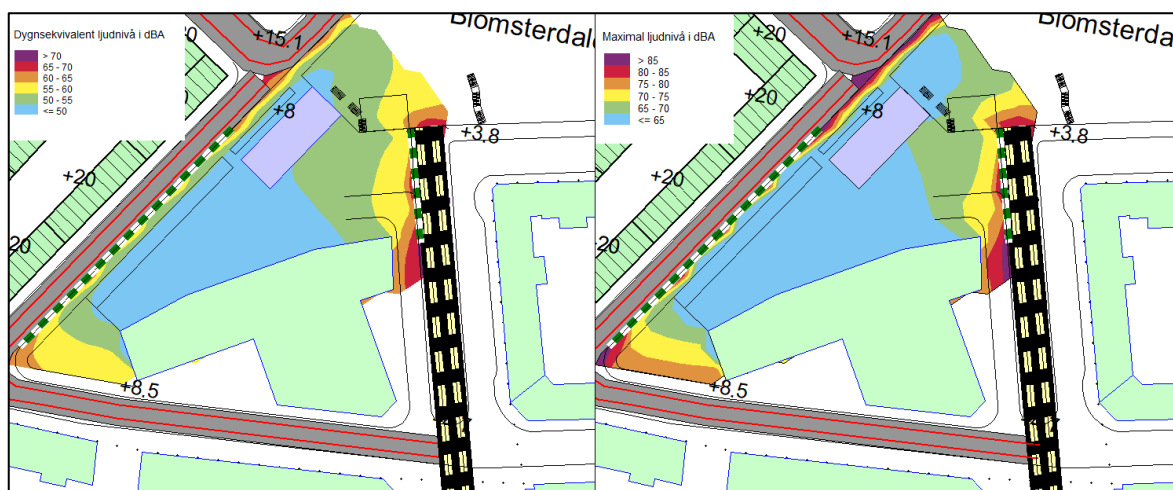 Dygnsekvivalent ljudnivå i dBA
> 70
65 - 70
60 - 65
55 - 60
50 - 55
<= 50
+15.1
Blomsterdale
+8
+3.8
+20
+20
20
+8.5
Maximal ljudnivå i dBA
> 85
80 - 85
75 - 80
70 - 75
65 - 70
<= 65
+20
+15.1
Blomsterdal
+8
+3.8
+20
+20
20
+8.5